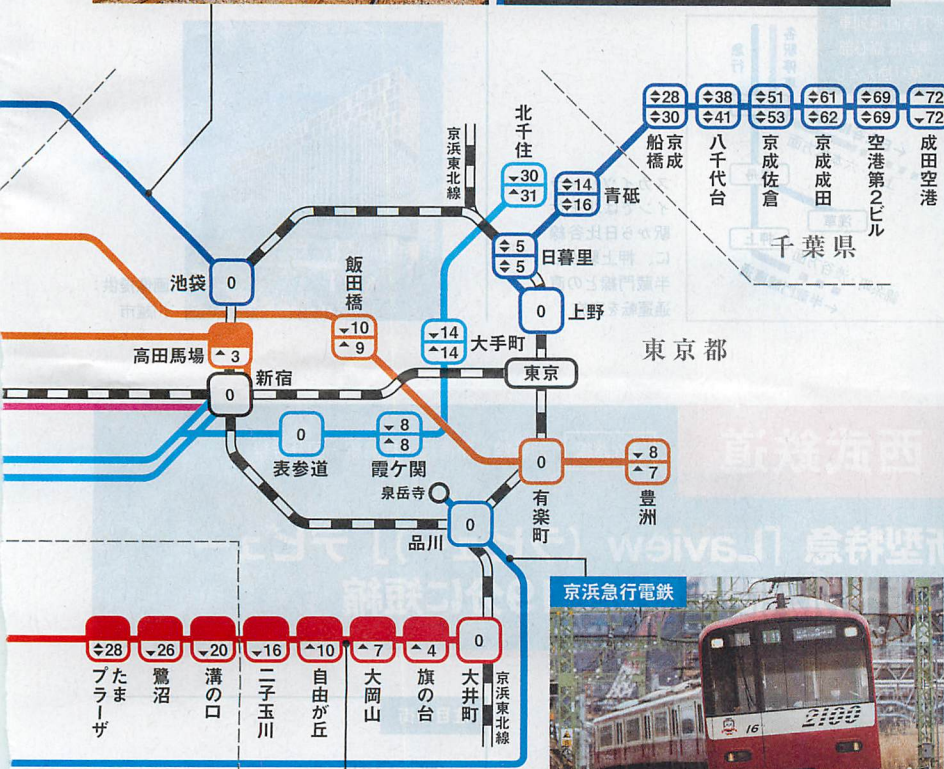 28
30
船橋
京成
38
41
八千代台
51
53
京成佐倉
61
62
京成成田
69
69
空港第2ビル
72
72
成田空港
京浜東北線
北千住
30
31
14
16
青砥
5
5
日暮里
千葉県
池袋
0
飯田橋
10
9
14
14
大手町
0
上野
東京都
高田馬場
3
東京
新宿
0
0
表参道
8
8
霞ケ関
0
有楽町
8
7
豊洲
泉岳寺
品川
0
京浜急行電鉄
28
たま
プラーザ
26
鷺沼
20
溝の口
16
二子玉川
10
自由が丘
7
大岡山
4
旗の台
0
大井町
京浜東北線
16
2100